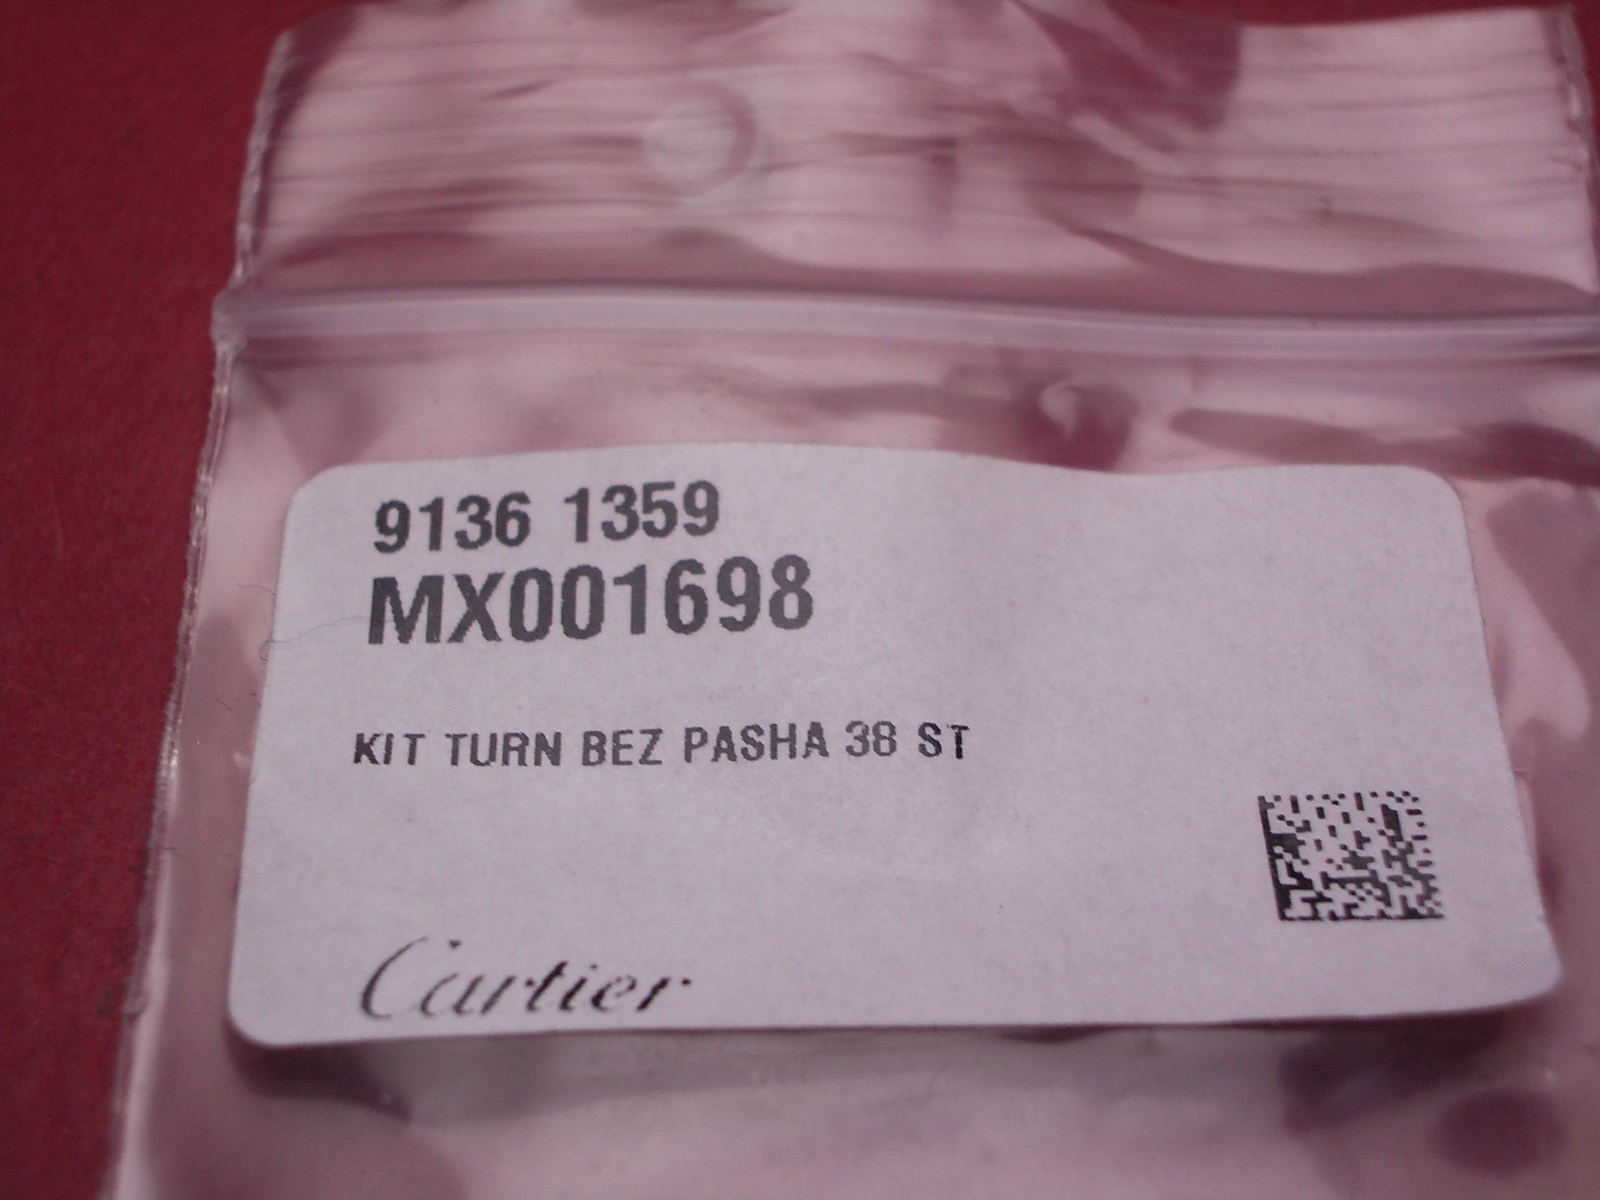 9136 1359
MX001698
KIT TURN BEZ PASHA 38 ST
Cartier